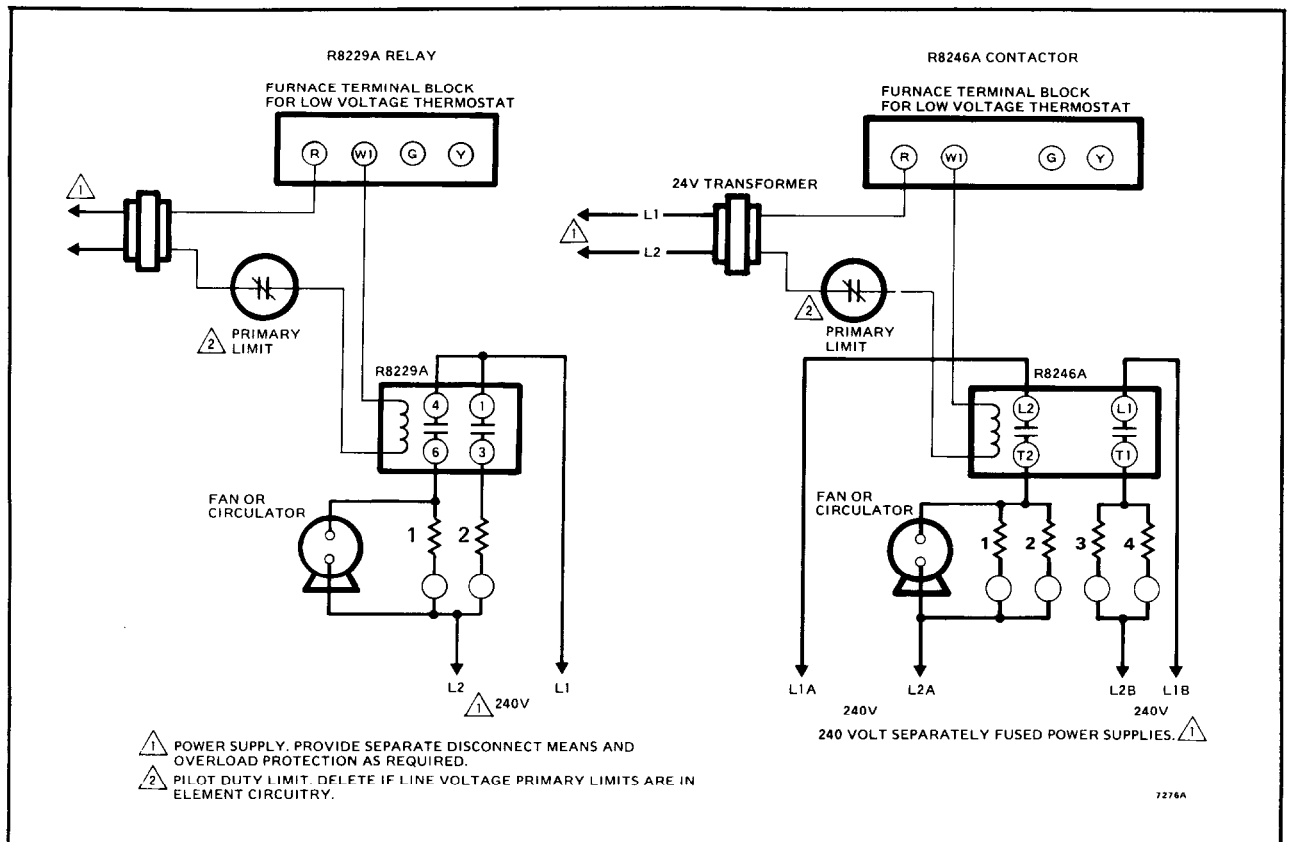 R8229A RELAY
FURNACE TERMINAL BLOCK
FOR LOW VOLTAGE THERMOSTAT
R W1 G Y
1
2 PRIMARY
LIMIT
R8229A
4 1
6 3
FAN OR
CIRCULATOR
1 2
L2 L1
1 240V
R8246A CONTACTOR
FURNACE TERMINAL BLOCK
FOR LOW VOLTAGE THERMOSTAT
R W1 G Y
24V TRANSFORMER
L1
1
L2
2
PRIMARY
LIMIT
R8246A
L2 L1
T2 T1
FAN OR
CIRCULATOR
1 2 3 4
L1A L2A L2B L1B
240V 240V
240 VOLT SEPARATELY FUSED POWER SUPPLIES. 1
1 POWER SUPPLY. PROVIDE SEPARATE DISCONNECT MEANS AND
OVERLOAD PROTECTION AS REQUIRED.
2 PILOT DUTY LIMIT. DELETE IF LINE VOLTAGE PRIMARY LIMITS ARE IN
ELEMENT CIRCUITRY.
7276A